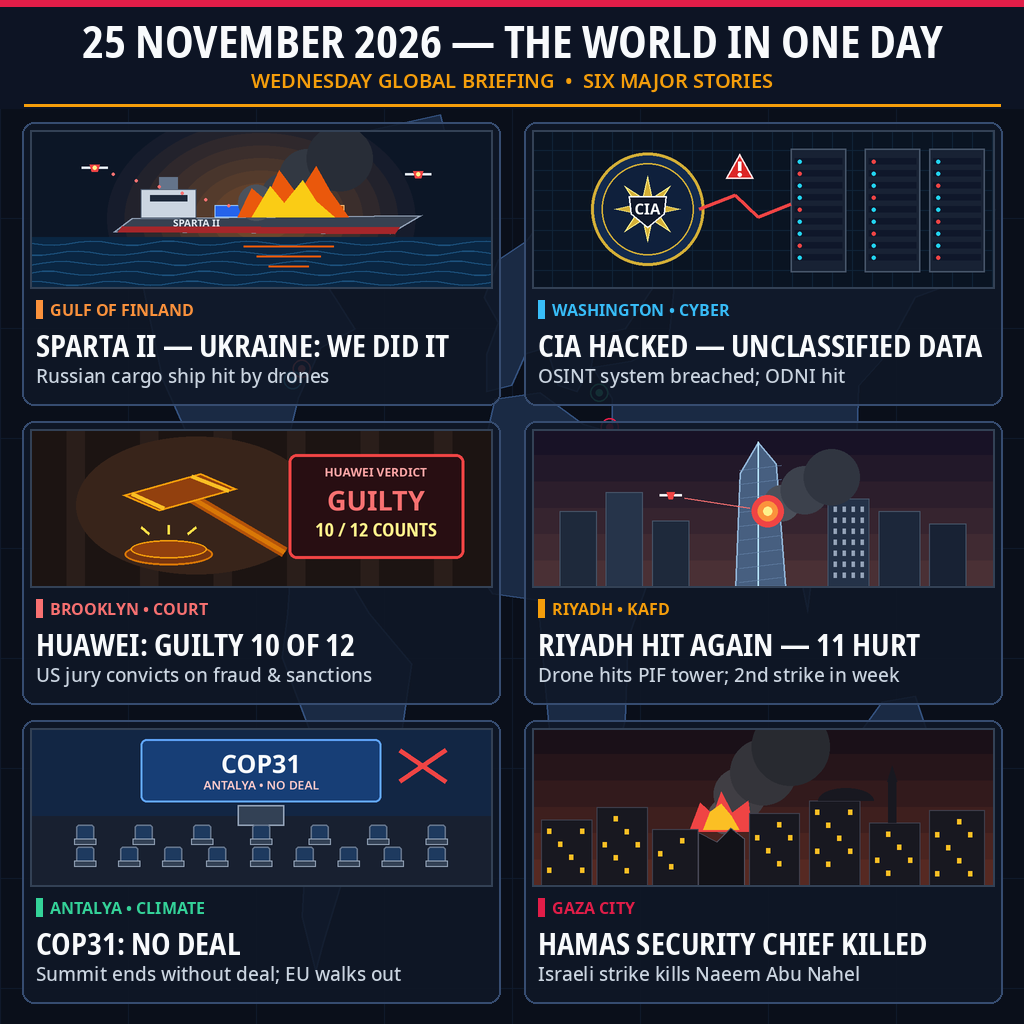 25 NOVEMBER 2026 — THE WORLD IN ONE DAY
WEDNESDAY GLOBAL BRIEFING • SIX MAJOR STORIES
SPARTA II
GULF OF FINLAND
SPARTA II — UKRAINE: WE DID IT
Russian cargo ship hit by drones
CIA
WASHINGTON • CYBER
CIA HACKED — UNCLASSIFIED DATA
OSINT system breached; ODNI hit
HUAWEI VERDICT
GUILTY
10 / 12 COUNTS
BROOKLYN • COURT
HUAWEI: GUILTY 10 OF 12
US jury convicts on fraud & sanctions
RIYADH • KAFD
RIYADH HIT AGAIN — 11 HURT
Drone hits PIF tower; 2nd strike in week
COP31
ANTALYA • NO DEAL
ANTALYA • CLIMATE
COP31: NO DEAL
Summit ends without deal; EU walks out
GAZA CITY
HAMAS SECURITY CHIEF KILLED
Israeli strike kills Naeem Abu Nahel